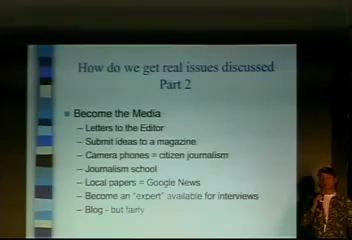 How do we get real issues discussed
Part 2
Become the Media
– Letters to the Editor
– Submit ideas to a magazine
– Camera phones = citizen journalism
– Journalism school
– Local papers = Google News
– Become an "expert" available for interviews
– Blog - but fairly